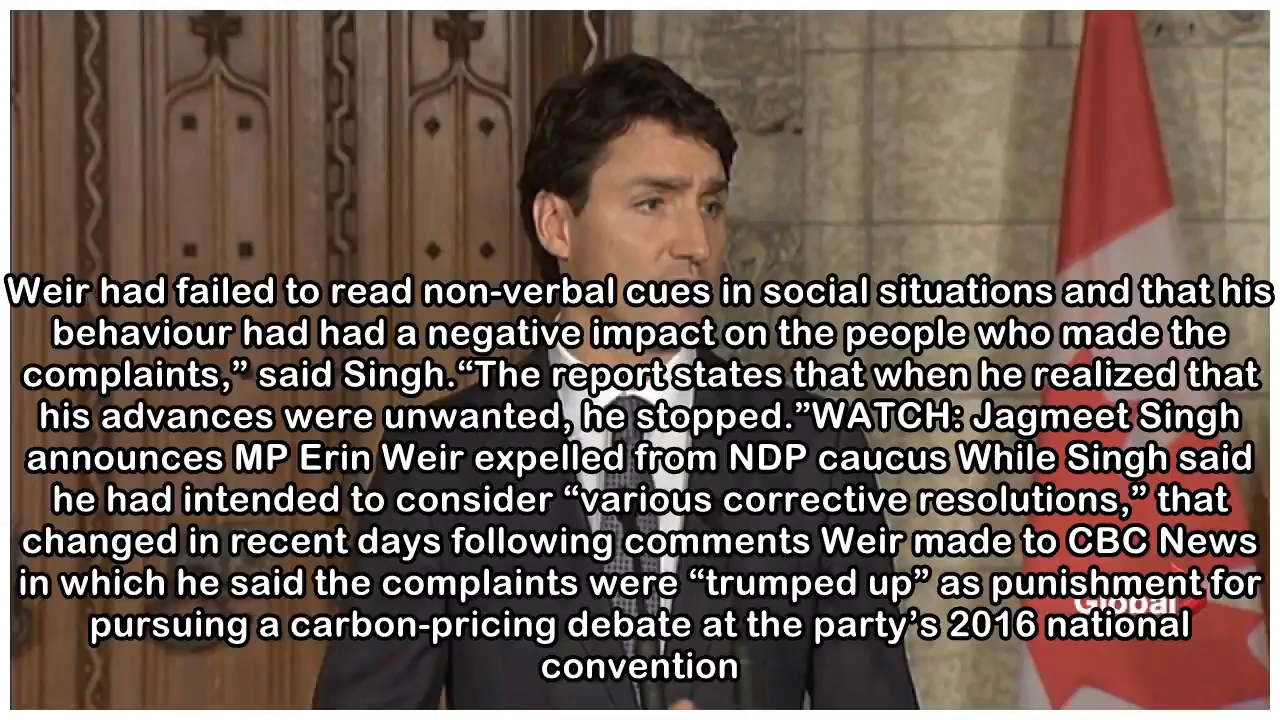 Weir had failed to read non-verbal cues in social situations and that his
behaviour had had a negative impact on the people who made the
complaints,” said Singh.“The report states that when he realized that
his advances were unwanted, he stopped.”WATCH: Jagmeet Singh
announces MP Erin Weir expelled from NDP caucus While Singh said
he had intended to consider “various corrective resolutions,” that
changed in recent days following comments Weir made to CBC News
in which he said the complaints were “trumped up” as punishment for
Global
pursuing a carbon-pricing debate at the party’s 2016 national
convention